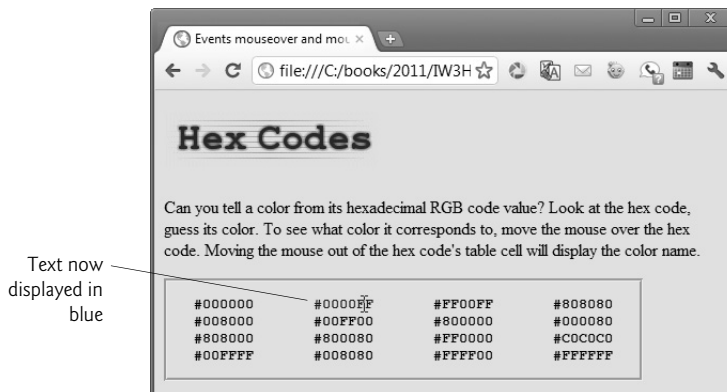 Events mouseover and mou
file:///C:/books/2011/IW3H
Hex Codes
Can you tell a color from its hexadecimal RGB code value? Look at the hex code,
guess its color. To see what color it corresponds to, move the mouse over the hex
code. Moving the mouse out of the hex code's table cell will display the color name.
Text now
displayed in
blue
#000000 #0000FF #FF00FF #808080
#008000 #00FF00 #800000 #000080
#808000 #800080 #FF0000 #C0C0C0
#00FFFF #008080 #FFFF00 #FFFFFF